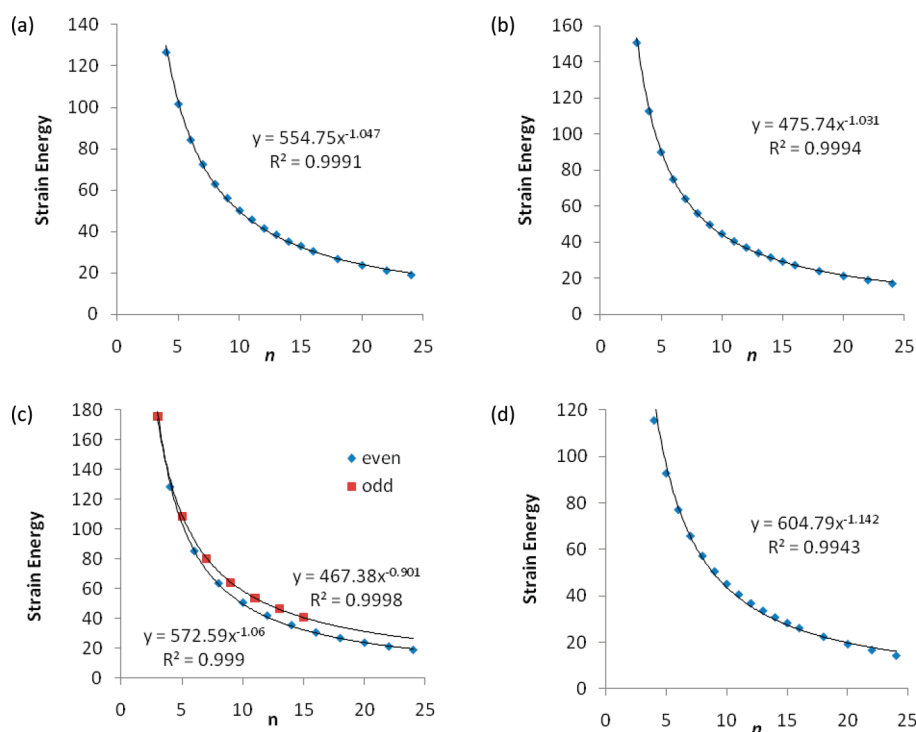 (a)
140
120
100
80
60
40
20
0
Strain Energy
y = 554.75x^-1.047
R² = 0.9991
0 5 10 15 20 25
n
(b)
160
140
120
100
80
60
40
20
0
Strain Energy
y = 475.74x^-1.031
R² = 0.9994
0 5 10 15 20 25
n
(c)
180
160
140
120
100
80
60
40
20
0
Strain Energy
even
odd
y = 467.38x^-0.901
R² = 0.9998
y = 572.59x^-1.06
R² = 0.999
0 5 10 15 20 25
n
(d)
120
100
80
60
40
20
0
Strain Energy
y = 604.79x^-1.142
R² = 0.9943
0 5 10 15 20 25
n